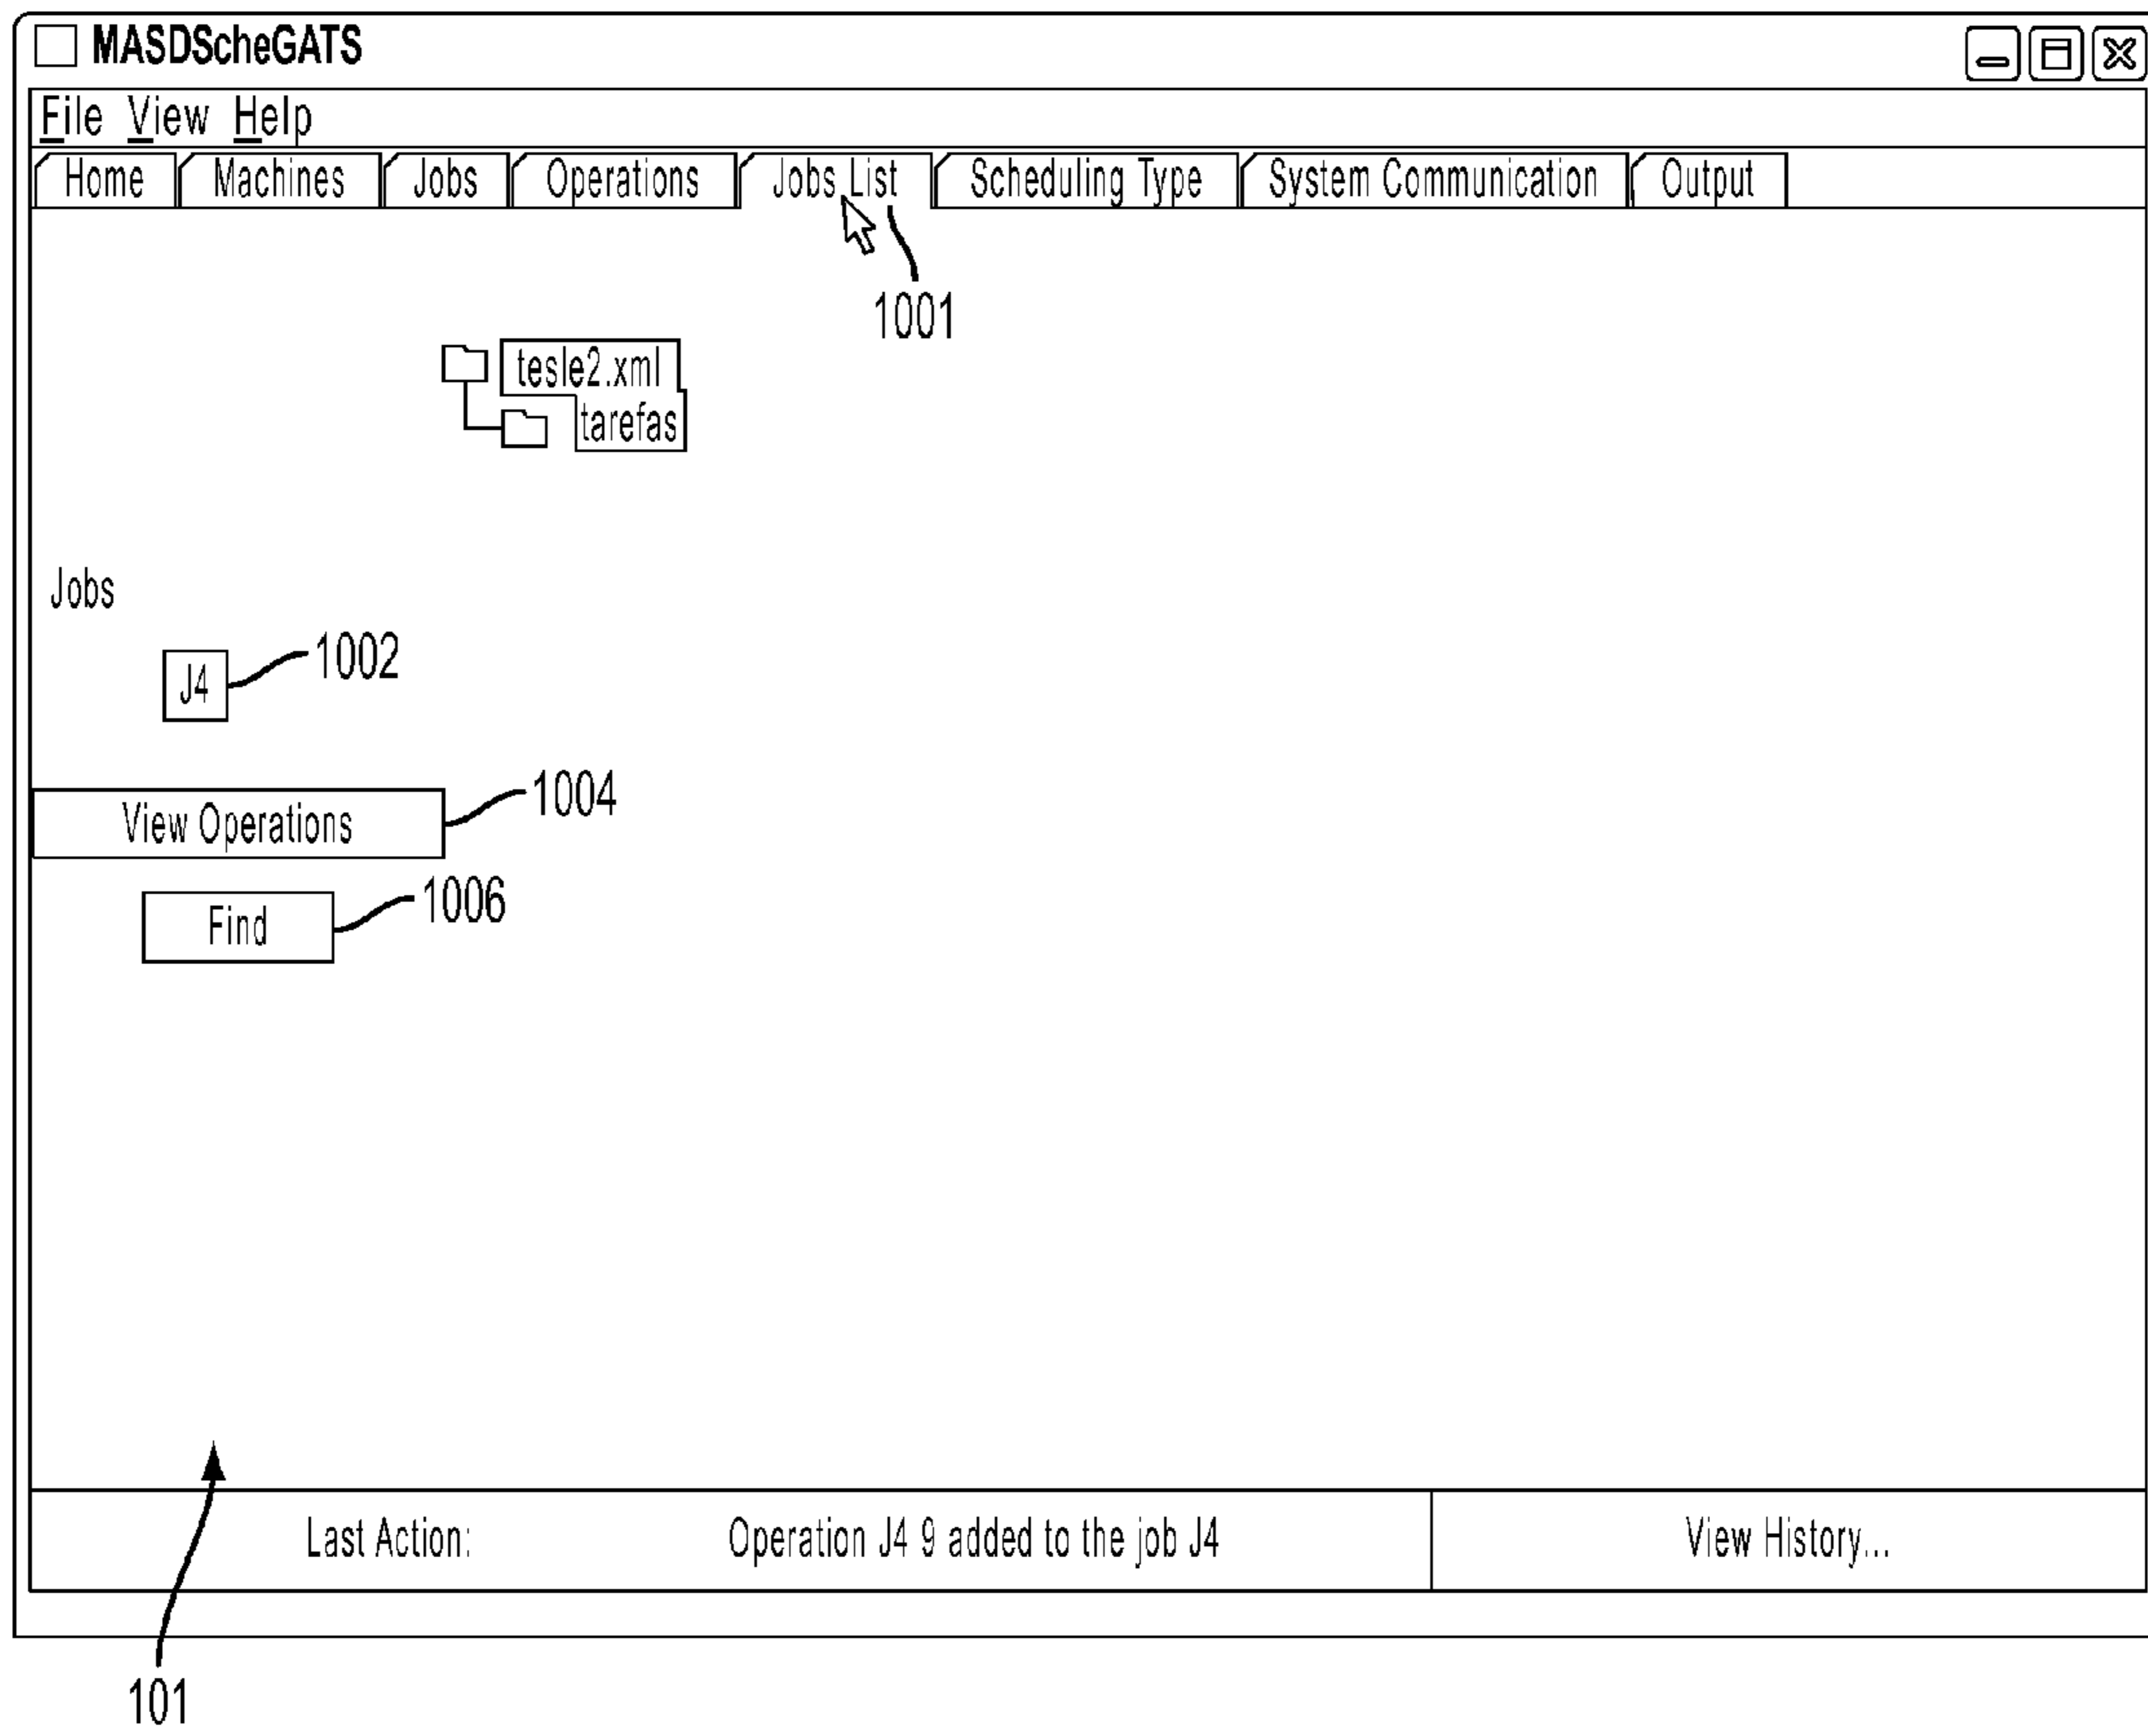 MASDScheGATS
File View Help
Home Machines Jobs Operations Jobs List Scheduling Type System Communication Output
1001
tesle2.xml
tarefas
Jobs
J4 1002
View Operations 1004
Find 1006
Last Action: Operation J4 9 added to the job J4 View History...
101